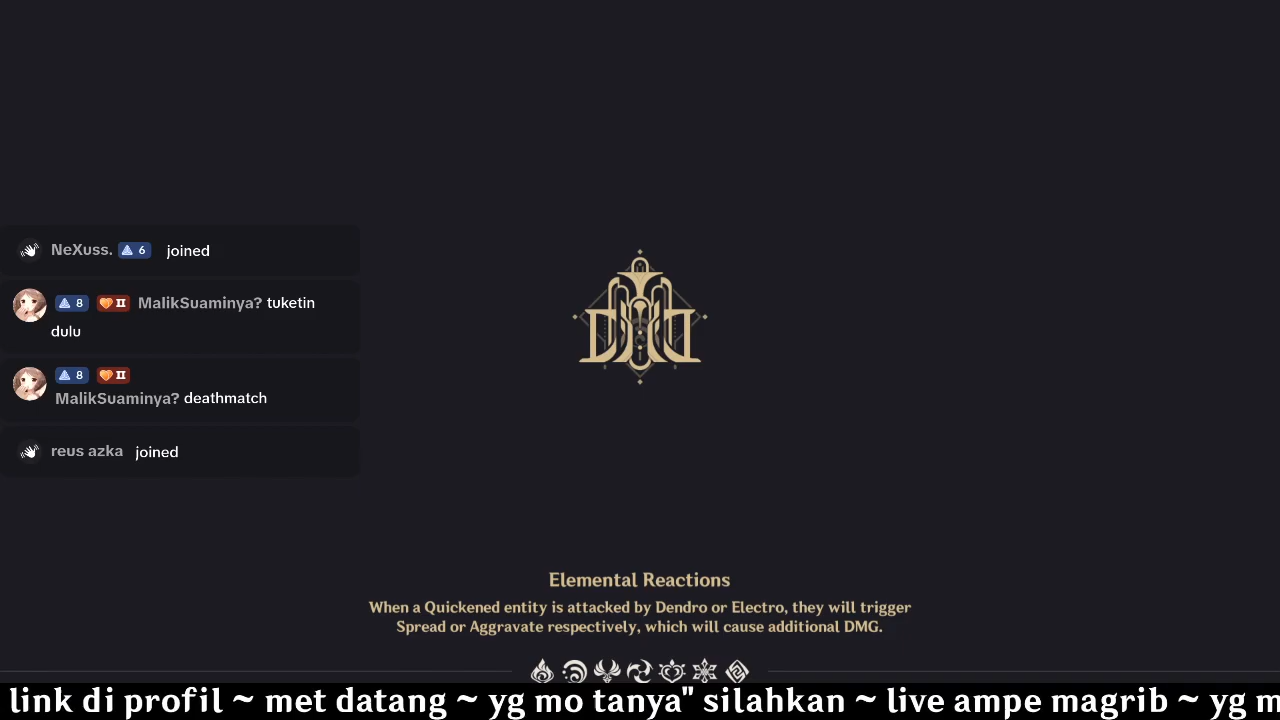 NeXuss. 6 joined
8 II MalikSuaminya? tuketin
dulu
8 II
MalikSuaminya? deathmatch
reus azka joined
Elemental Reactions
When a Quickened entity is attacked by Dendro or Electro, they will trigger
Spread or Aggravate respectively, which will cause additional DMG.
link di profil ~ met datang ~ yg mo tanya" silahkan ~ live ampe magrib ~ yg m